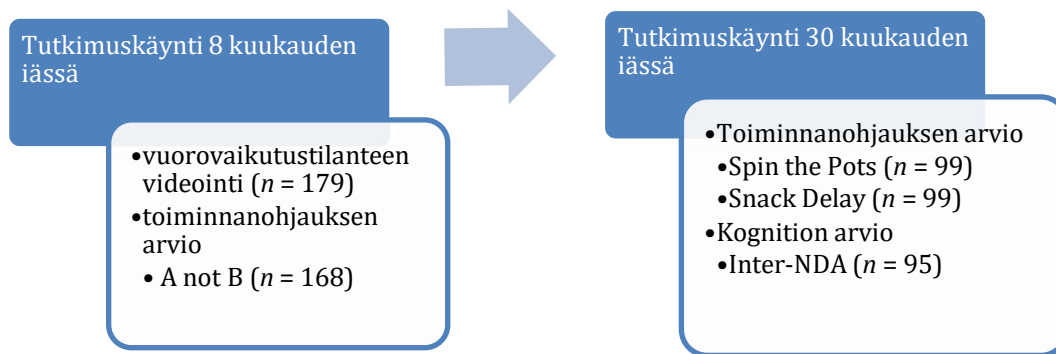 Tutkimuskäynti 8 kuukauden
iässä
•vuorovaikutustilanteen
videointi (n = 179)
•toiminnanohjauksen
arvio
• A not B (n = 168)
Tutkimuskäynti 30 kuukauden
iässä
•Toiminnanohjauksen arvio
•Spin the Pots (n = 99)
•Snack Delay (n = 99)
•Kognition arvio
•Inter-NDA (n = 95)